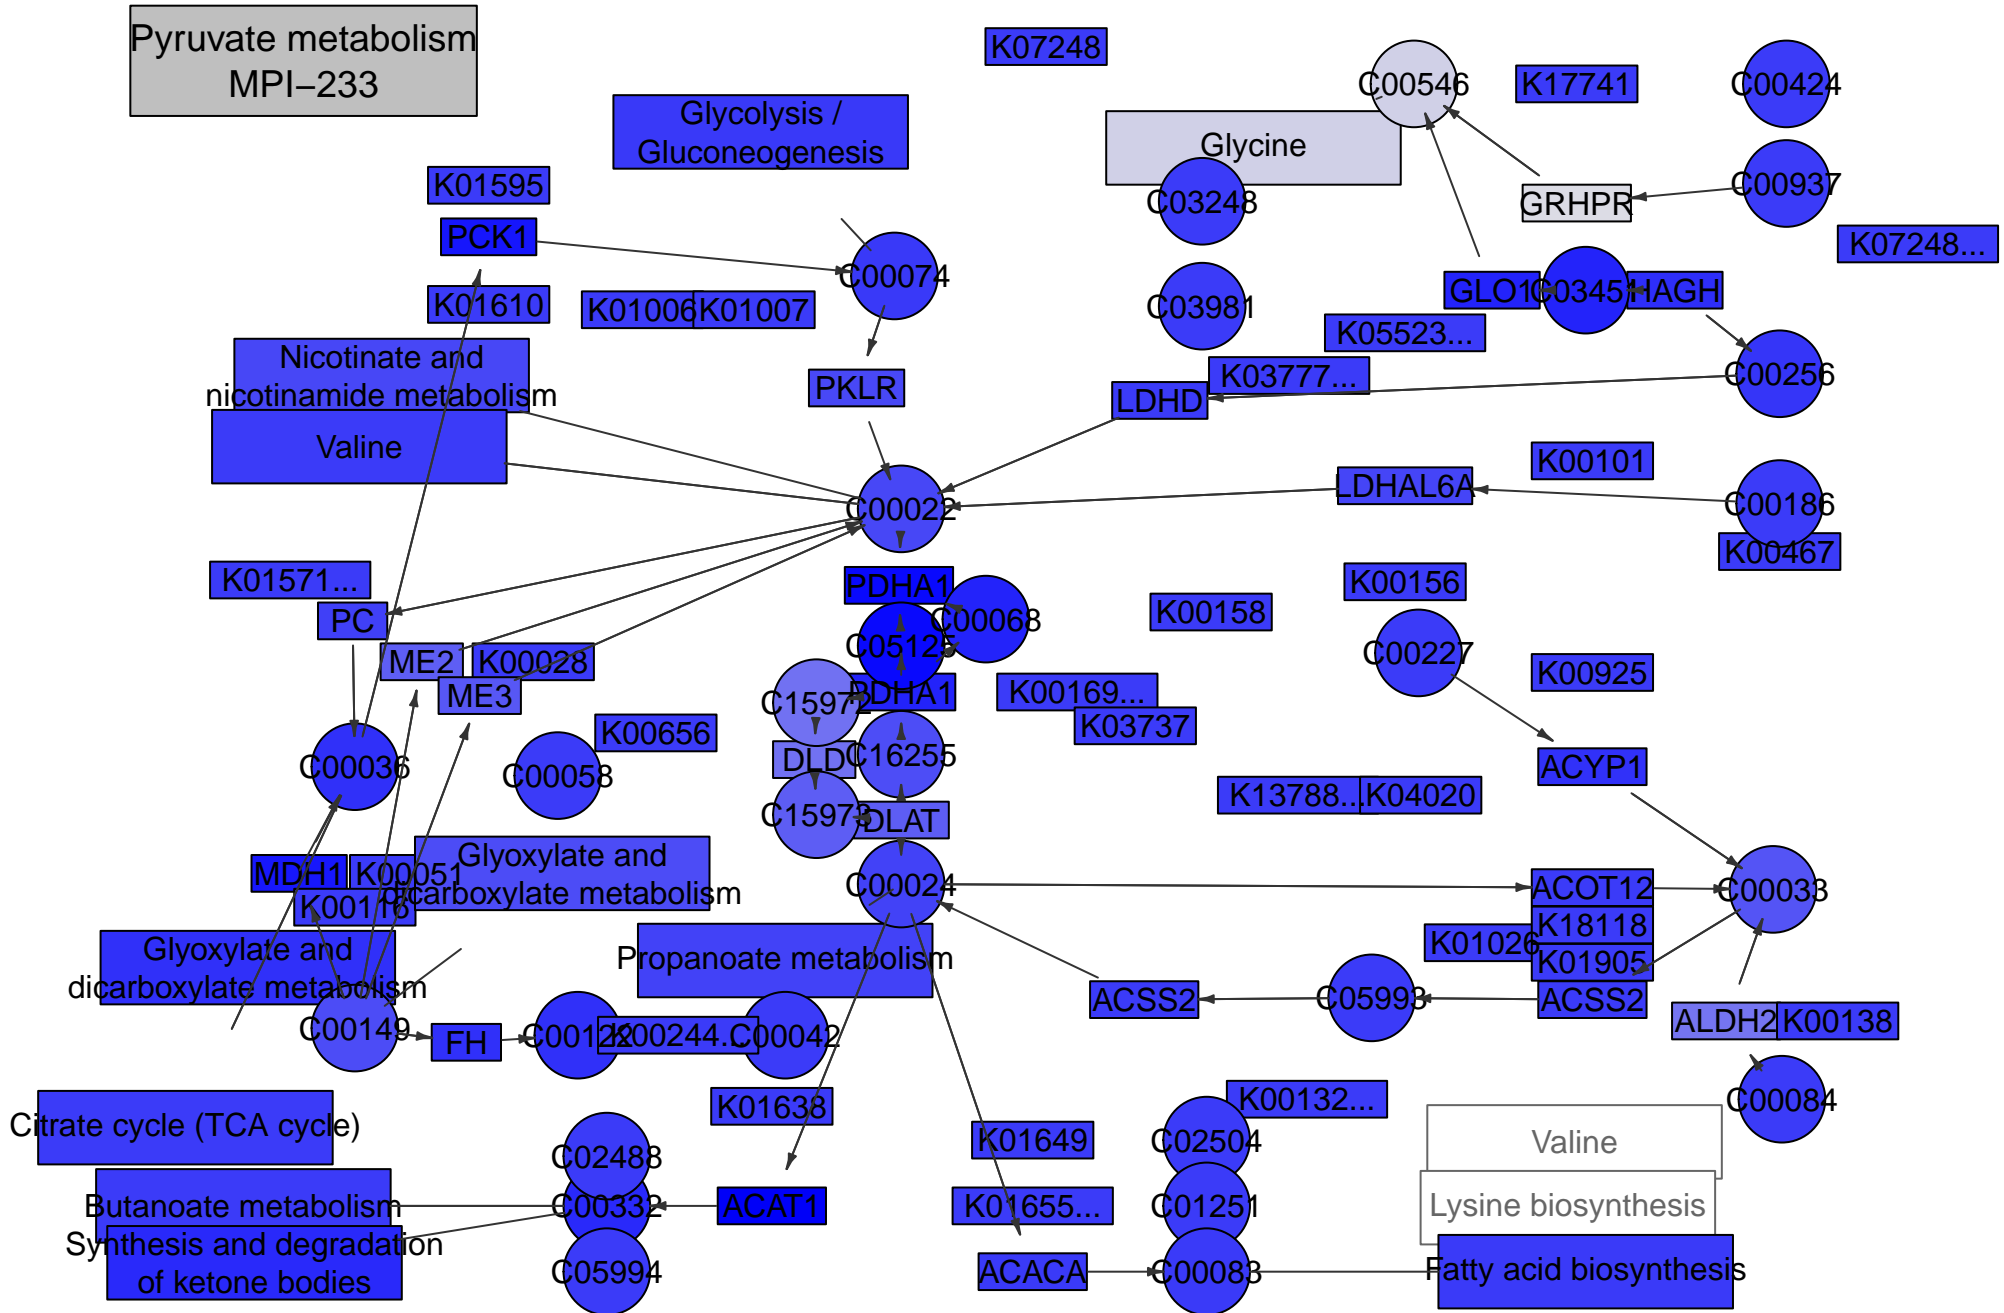 Pyruvate metabolism
MPI−233
K07248
C00546
K17741
C00424
Glycolysis /
Gluconeogenesis
Glycine
K01595
C03248
GRHPR
C00937
PCK1
K07248...
C00074
GLO1
C03451
HAGH
K01610
K01006
K01007
C03981
K05523...
Nicotinate and
nicotinamide metabolism
PKLR
K03777...
C00256
LDHD
Valine
K00101
LDHAL6A
C00186
C00022
K00467
K01571...
PDHA1
K00156
PC
C00068
K00158
C05125
C00227
ME2
K00028
K00925
ME3
PDHA1
K00169...
C15972
K03737
K00656
C00036
C00058
DLD
C16255
ACYP1
K13788...
K04020
C15973
DLAT
MDH1
K00051
Glyoxylate and
dicarboxylate metabolism
C00024
ACOT12
C00033
K00116
K18118
Glyoxylate and
dicarboxylate metabolism
Propanoate metabolism
K01026
K01905
ACSS2
C05993
ACSS2
C00149
FH
C00122
K00244...
C00042
ALDH2
K00138
K01638
K00132...
C00084
Citrate cycle (TCA cycle)
K01649
C02504
Valine
C02488
Butanoate metabolism
C00332
ACAT1
K01655...
C01251
Lysine biosynthesis
Synthesis and degradation
of ketone bodies
C05994
ACACA
C00083
Fatty acid biosynthesis